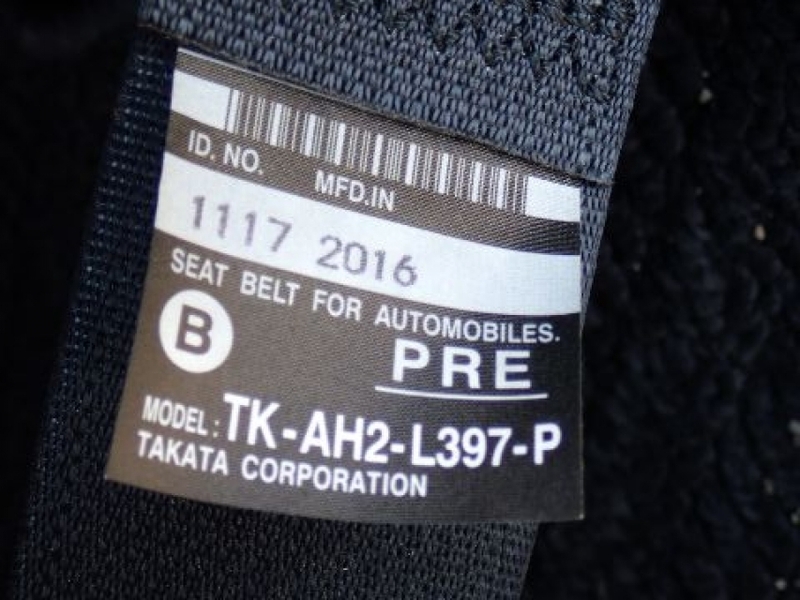 ID. NO.
MFD.IN
1117 2016
SEAT BELT FOR AUTOMOBILES.
B
PRE
MODEL: TK-AH2-L397-P
TAKATA CORPORATION